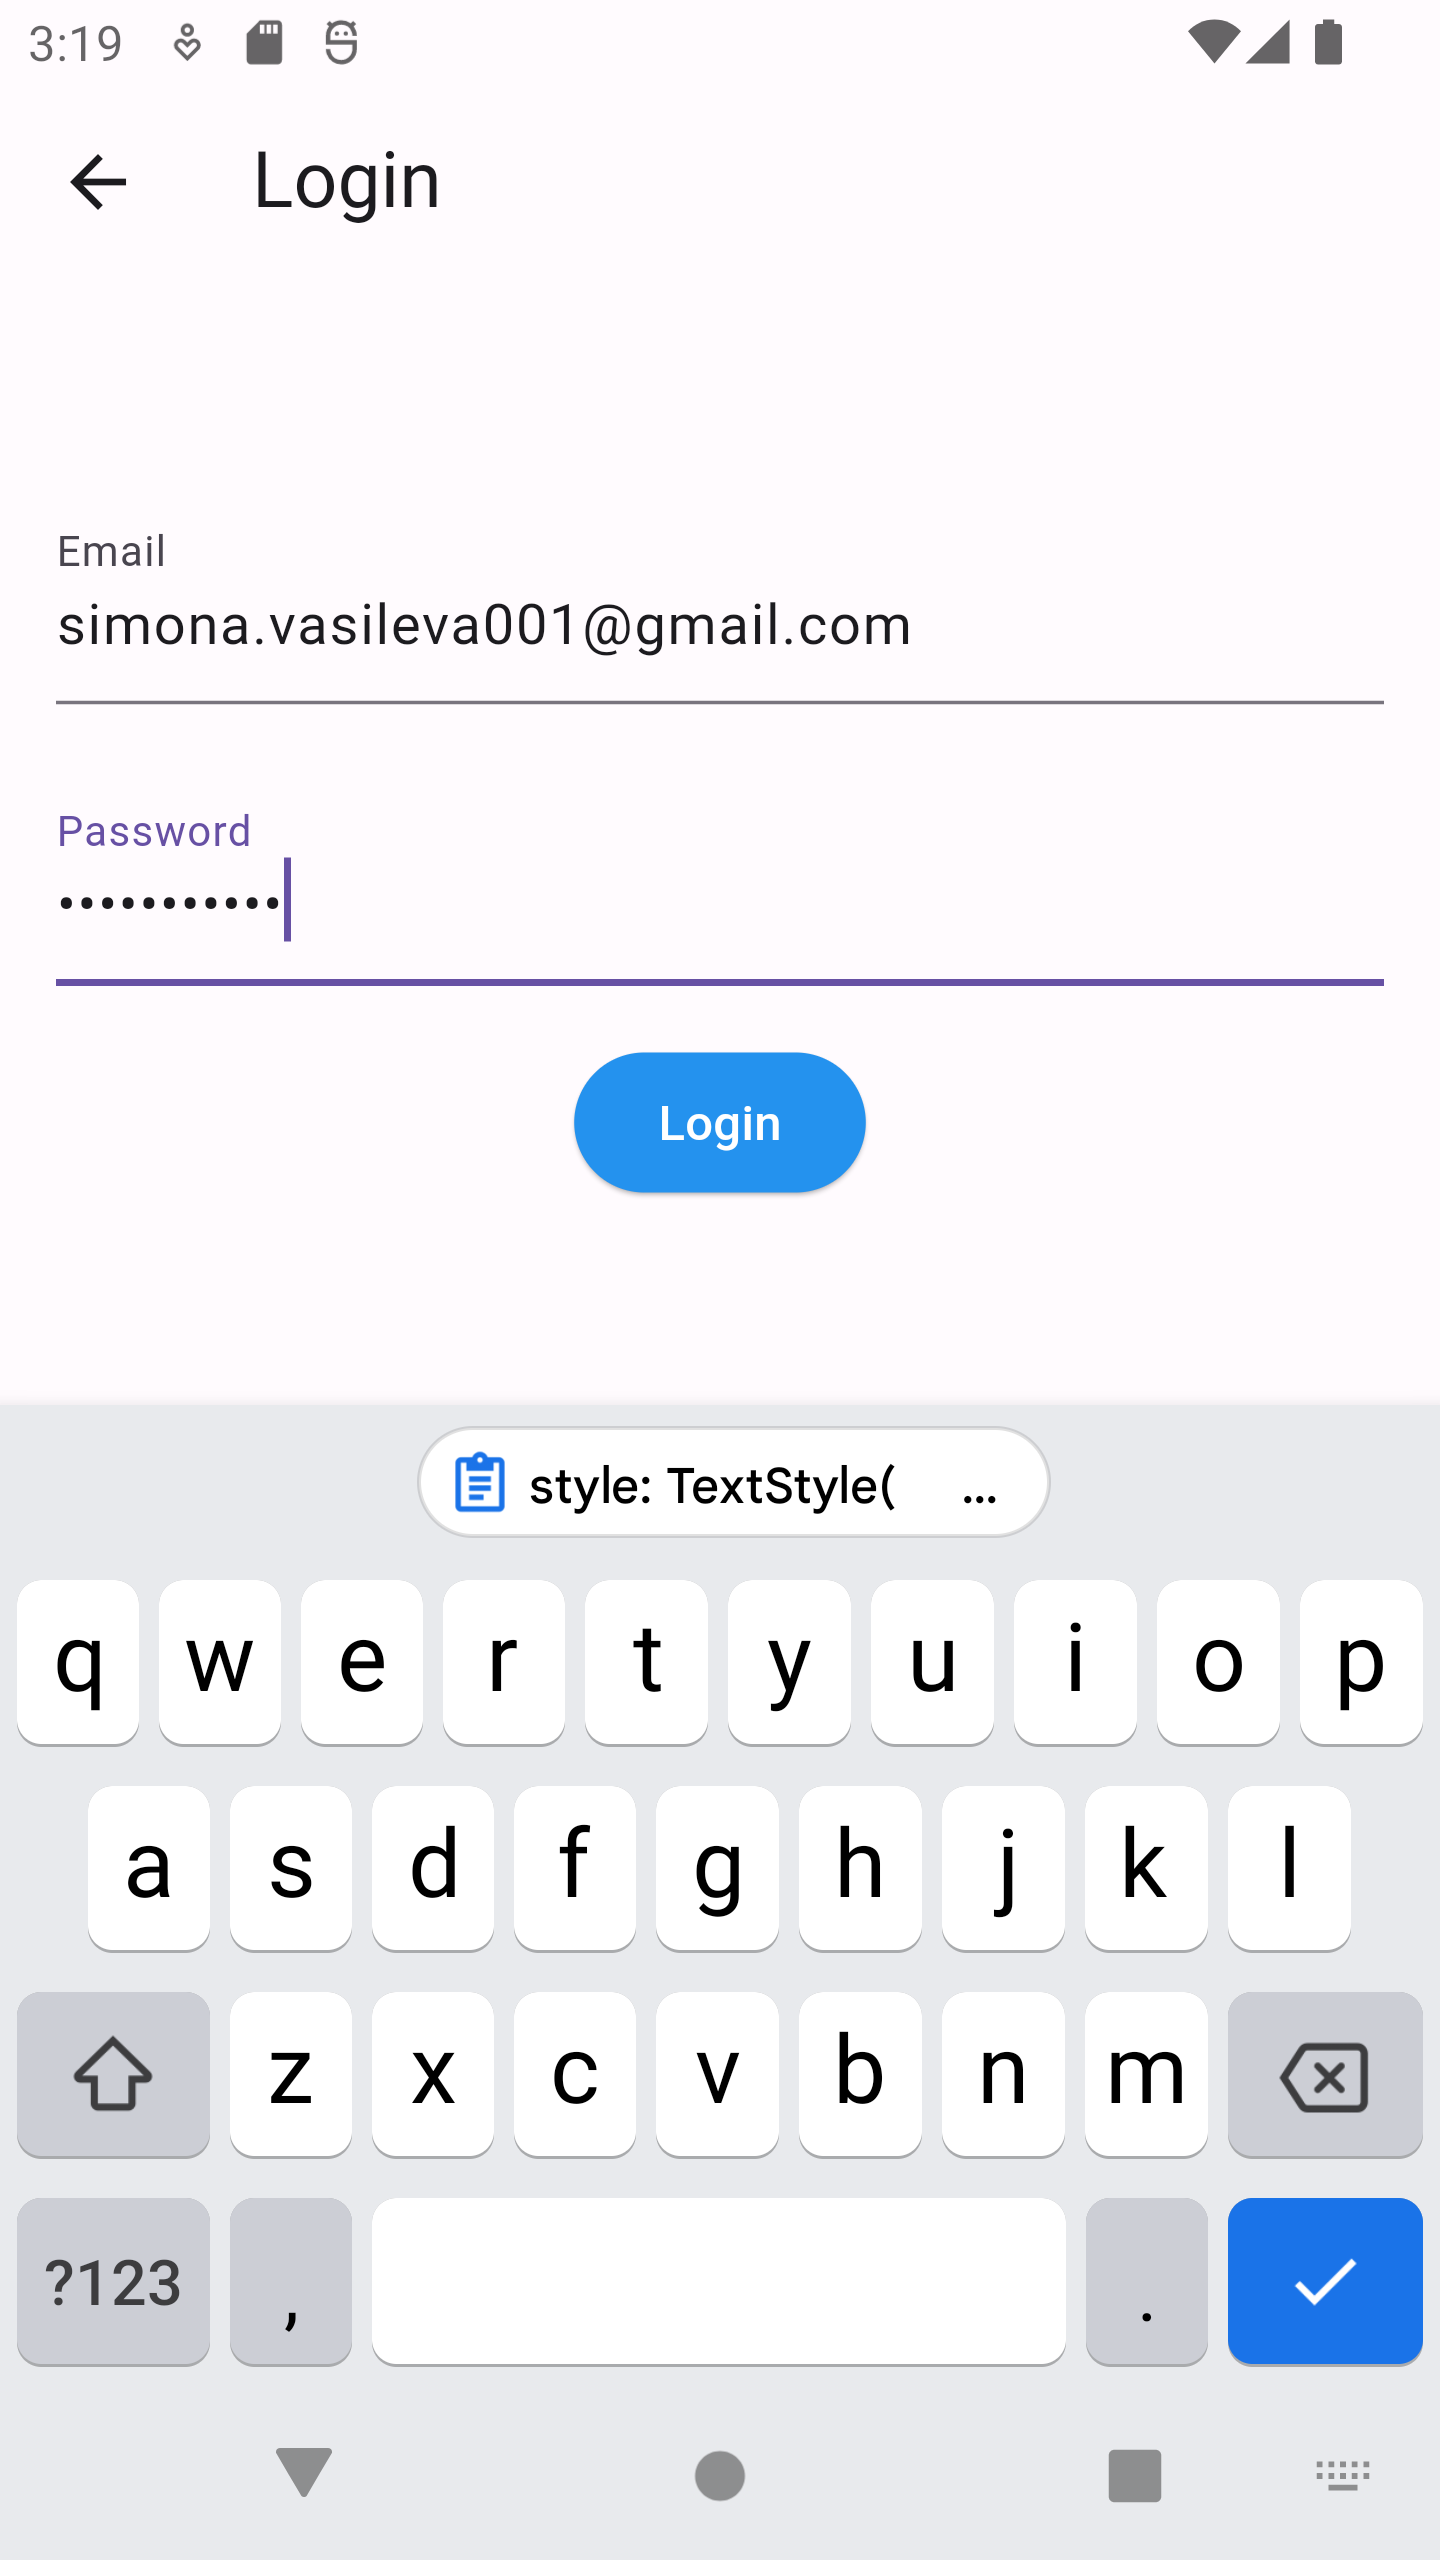 3:19
Login
Email
simona.vasileva001@gmail.com
Password
•••••••••••
Login
style: TextStyle( ...
q w e r t y u i o p
a s d f g h j k l
z x c v b n m
?123 , .